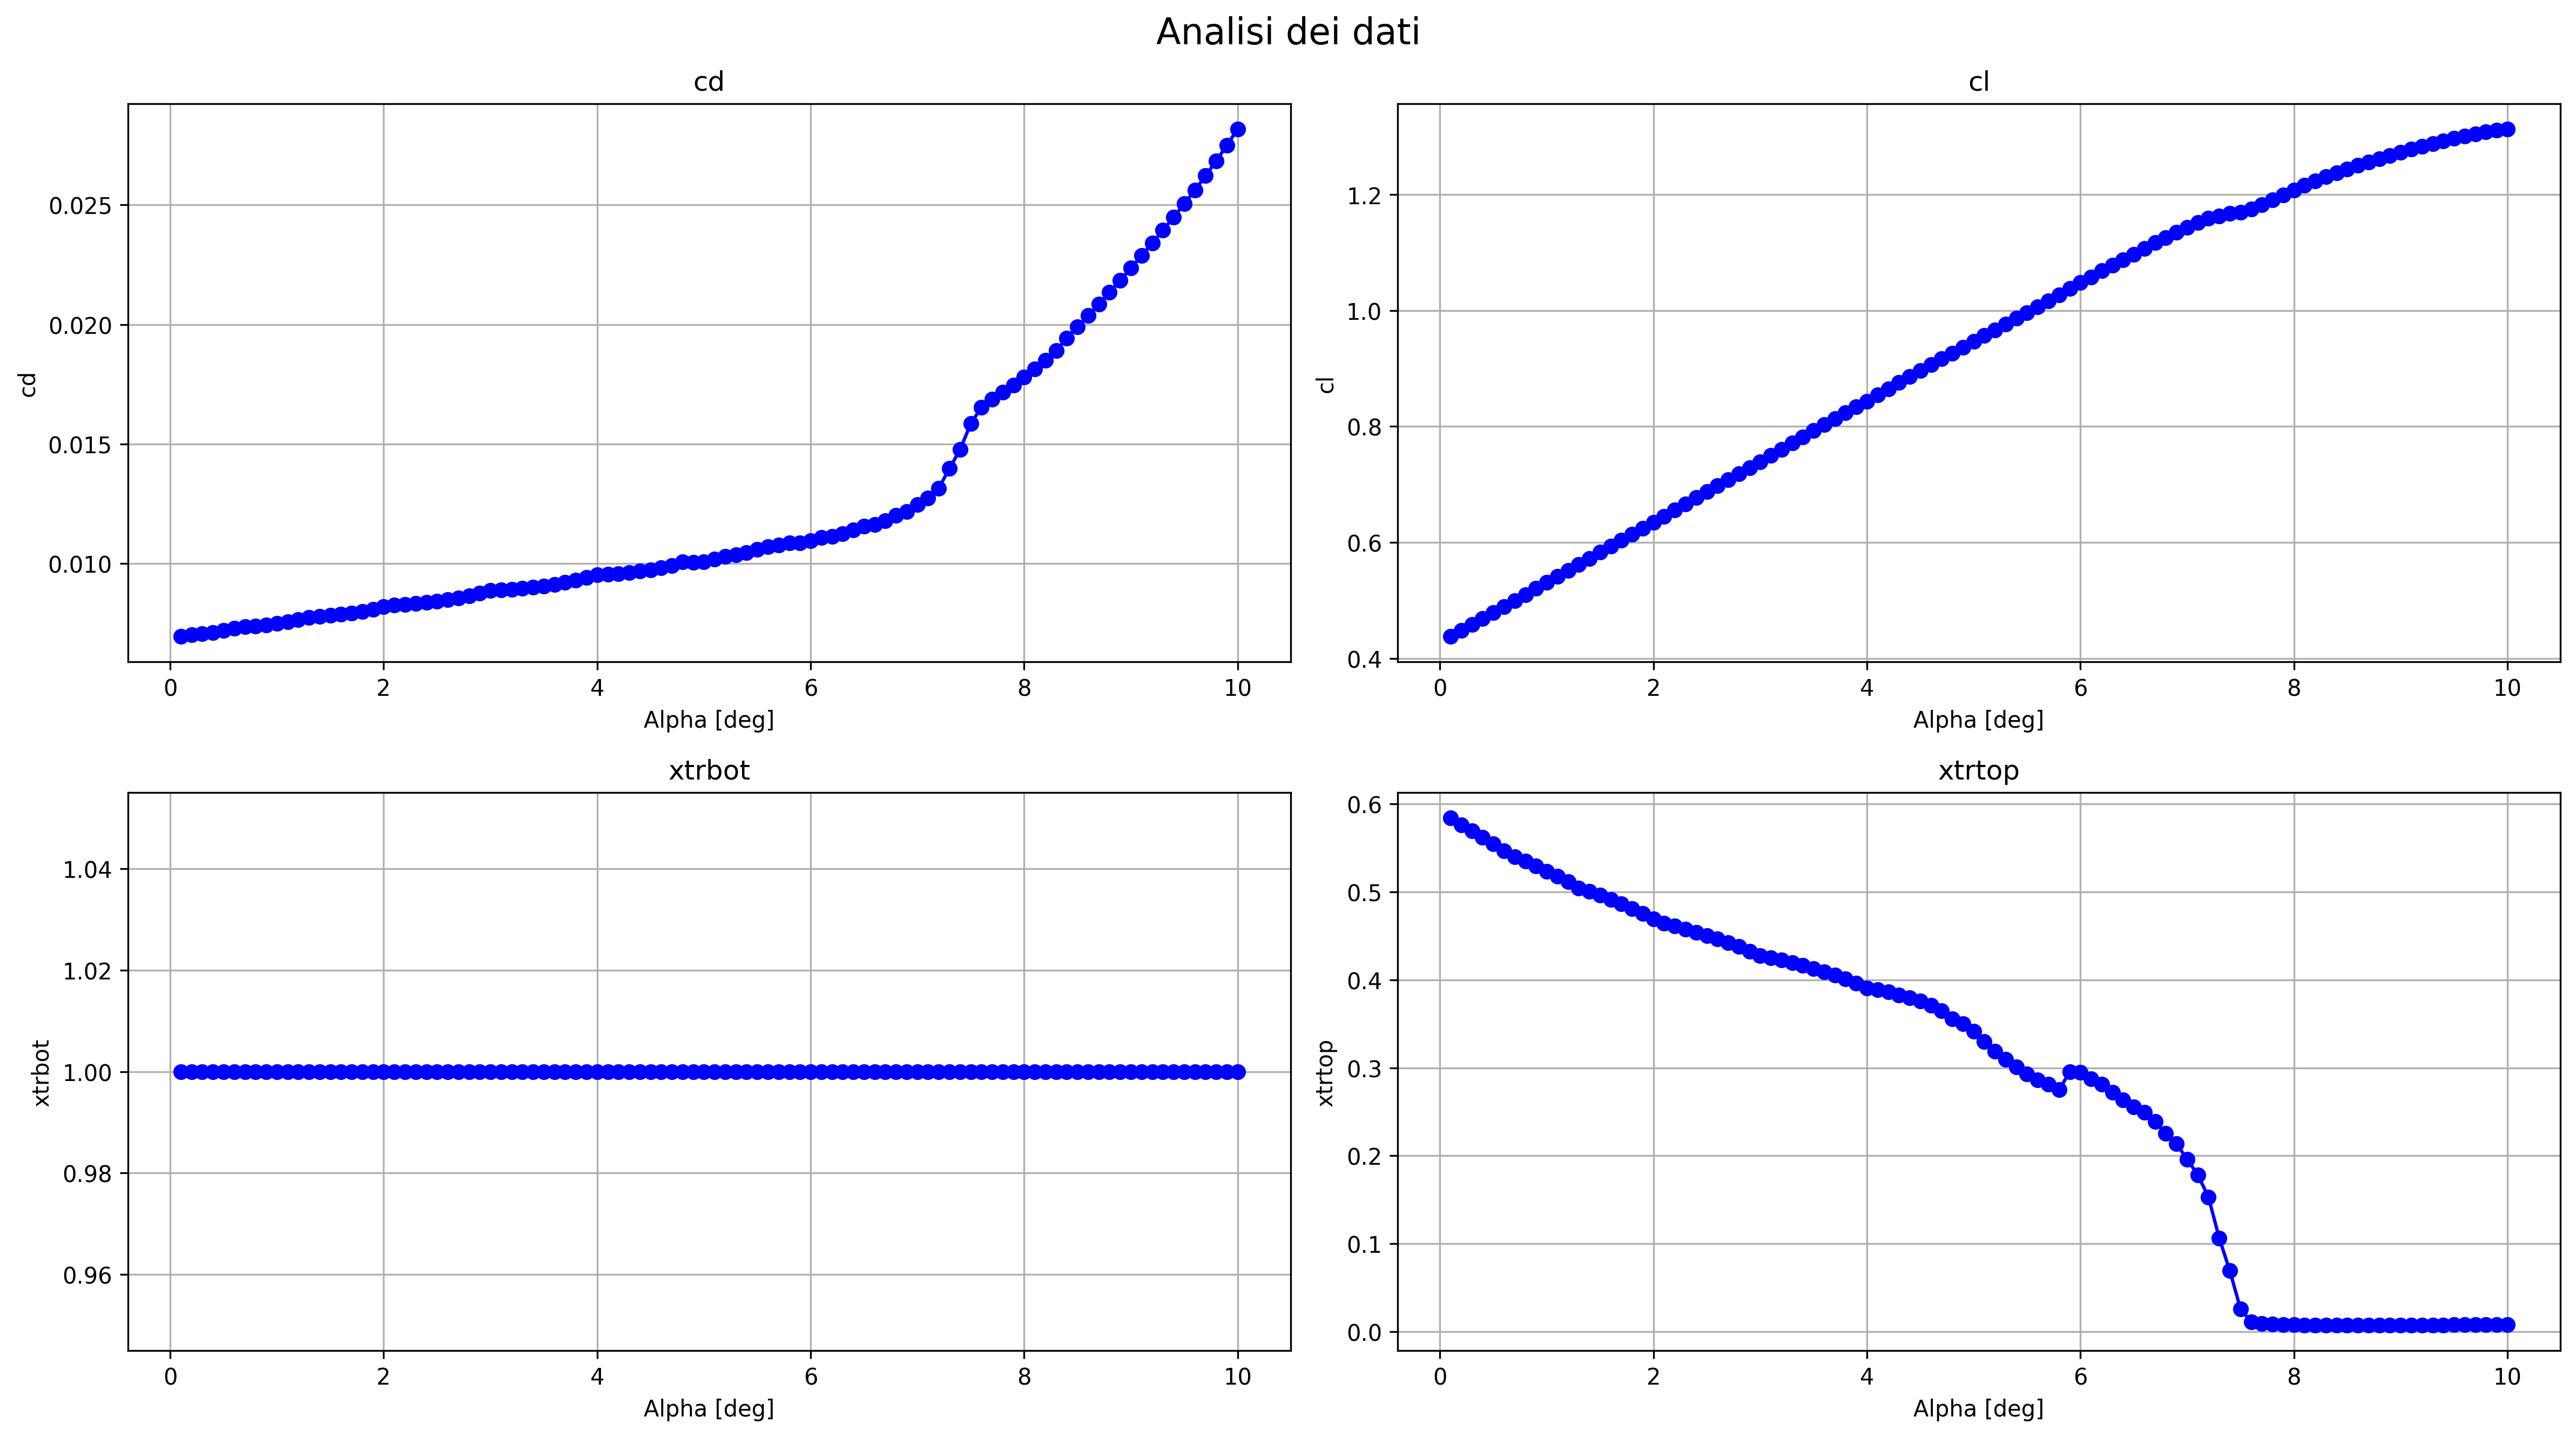 Analisi dei dati
cd
cd
0.025
0.020
0.015
0.010
0 2 4 6 8 10
Alpha [deg]
cl
cl
1.2
1.0
0.8
0.6
0.4
0 2 4 6 8 10
Alpha [deg]
xtrbot
xtrbot
1.04
1.02
1.00
0.98
0.96
0 2 4 6 8 10
Alpha [deg]
xtrtop
xtrtop
0.6
0.5
0.4
0.3
0.2
0.1
0.0
0 2 4 6 8 10
Alpha [deg]